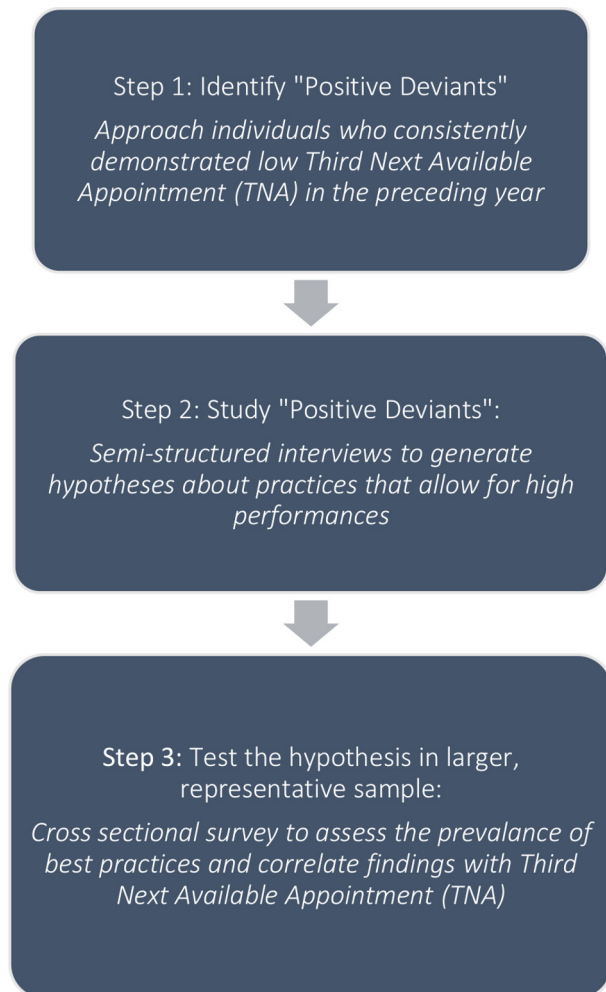 Step 1: Identify "Positive Deviants"
Approach individuals who consistently
demonstrated low Third Next Available
Appointment (TNA) in the preceding year
Step 2: Study "Positive Deviants":
Semi-structured interviews to generate
hypotheses about practices that allow for high
performances
Step 3: Test the hypothesis in larger,
representative sample:
Cross sectional survey to assess the prevalance of
best practices and correlate findings with Third
Next Available Appointment (TNA)